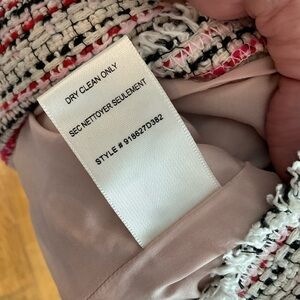 DRY CLEAN ONLY
SEC NETTOYER SEULEMENT
STYLE # 918627D382